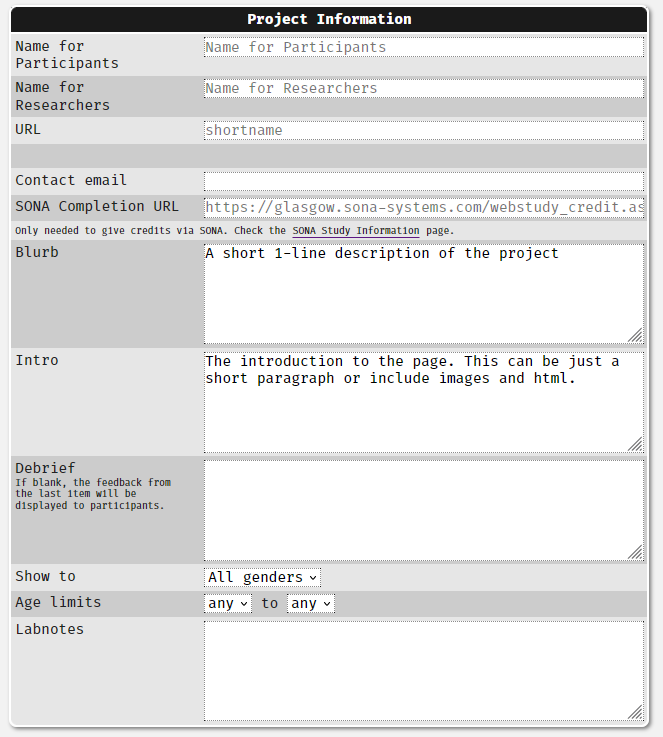 Project Information
Name for
Participants
Name for Participants
Name for
Researchers
Name for Researchers
URL
shortname
Contact email
SONA Completion URL
https://glasgow.sona-systems.com/webstudy_credit.as
Only needed to give credits via SONA. Check the SONA Study Information page.
Blurb
A short 1-line description of the project
Intro
The introduction to the page. This can be just a
short paragraph or include images and html.
Debrief
If blank, the feedback from
the last item will be
displayed to participants.
Show to
All genders
Age limits
any to any
Labnotes